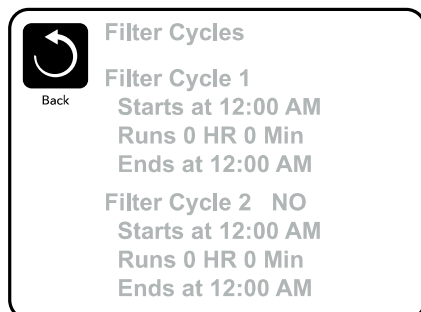 Filter Cycles
Back
Filter Cycle 1
Starts at 12:00 AM
Runs 0 HR 0 Min
Ends at 12:00 AM
Filter Cycle 2 NO
Starts at 12:00 AM
Runs 0 HR 0 Min
Ends at 12:00 AM